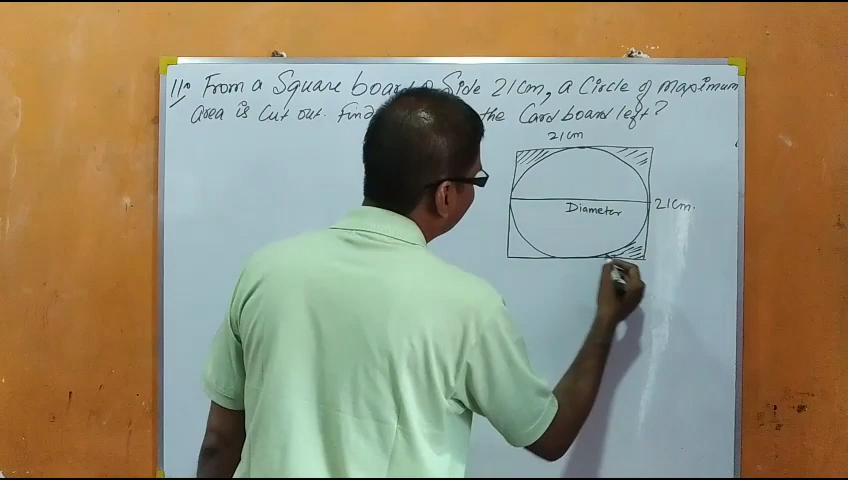 11. From a Square board o Side 21cm, a Circle of maximum
area is Cut out. Find the Card board left?
21cm
Diameter
21cm.